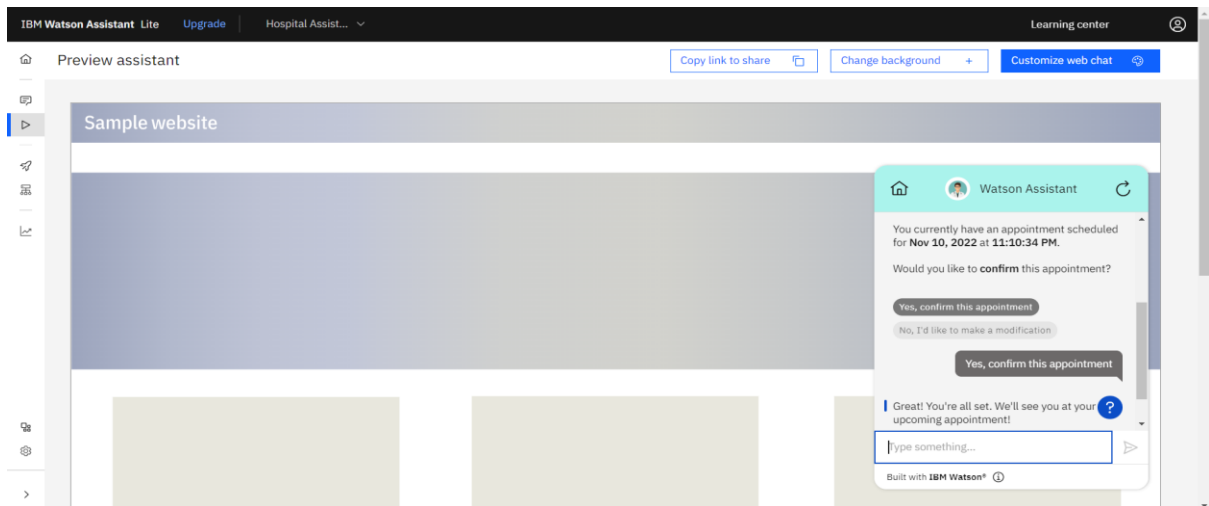 IBM Watson Assistant Lite Upgrade Hospital Assist... Learning center
Preview assistant Copy link to share Change background + Customize web chat
Sample website
Watson Assistant
You currently have an appointment scheduled
for Nov 10, 2022 at 11:10:34 PM.
Would you like to confirm this appointment?
Yes, confirm this appointment
No, I'd like to make a modification
Yes, confirm this appointment
Great! You're all set. We'll see you at your ?
upcoming appointment!
Type something...
Built with IBM Watson®